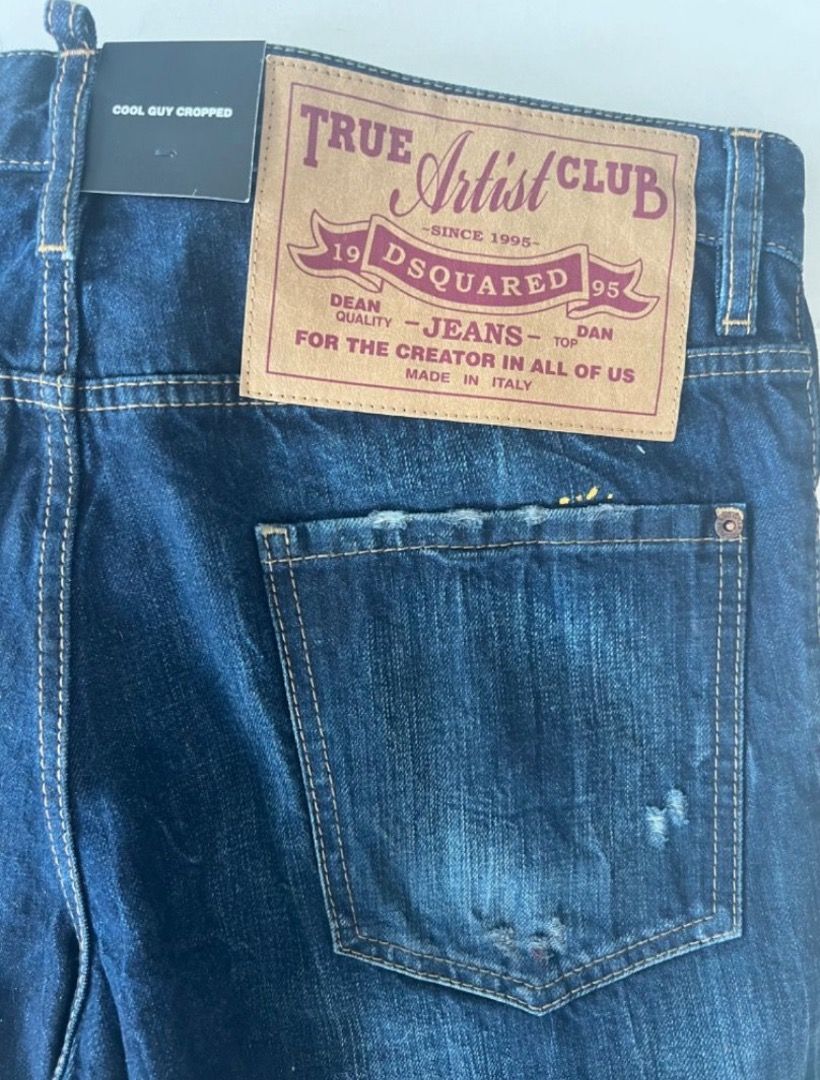 COOL GUY CROPPED
TRUE Artist CLUB
~SINCE 1995~
19 DSQUARED 95
DEAN QUALITY –JEANS– TOP DAN
FOR THE CREATOR IN ALL OF US
MADE IN ITALY